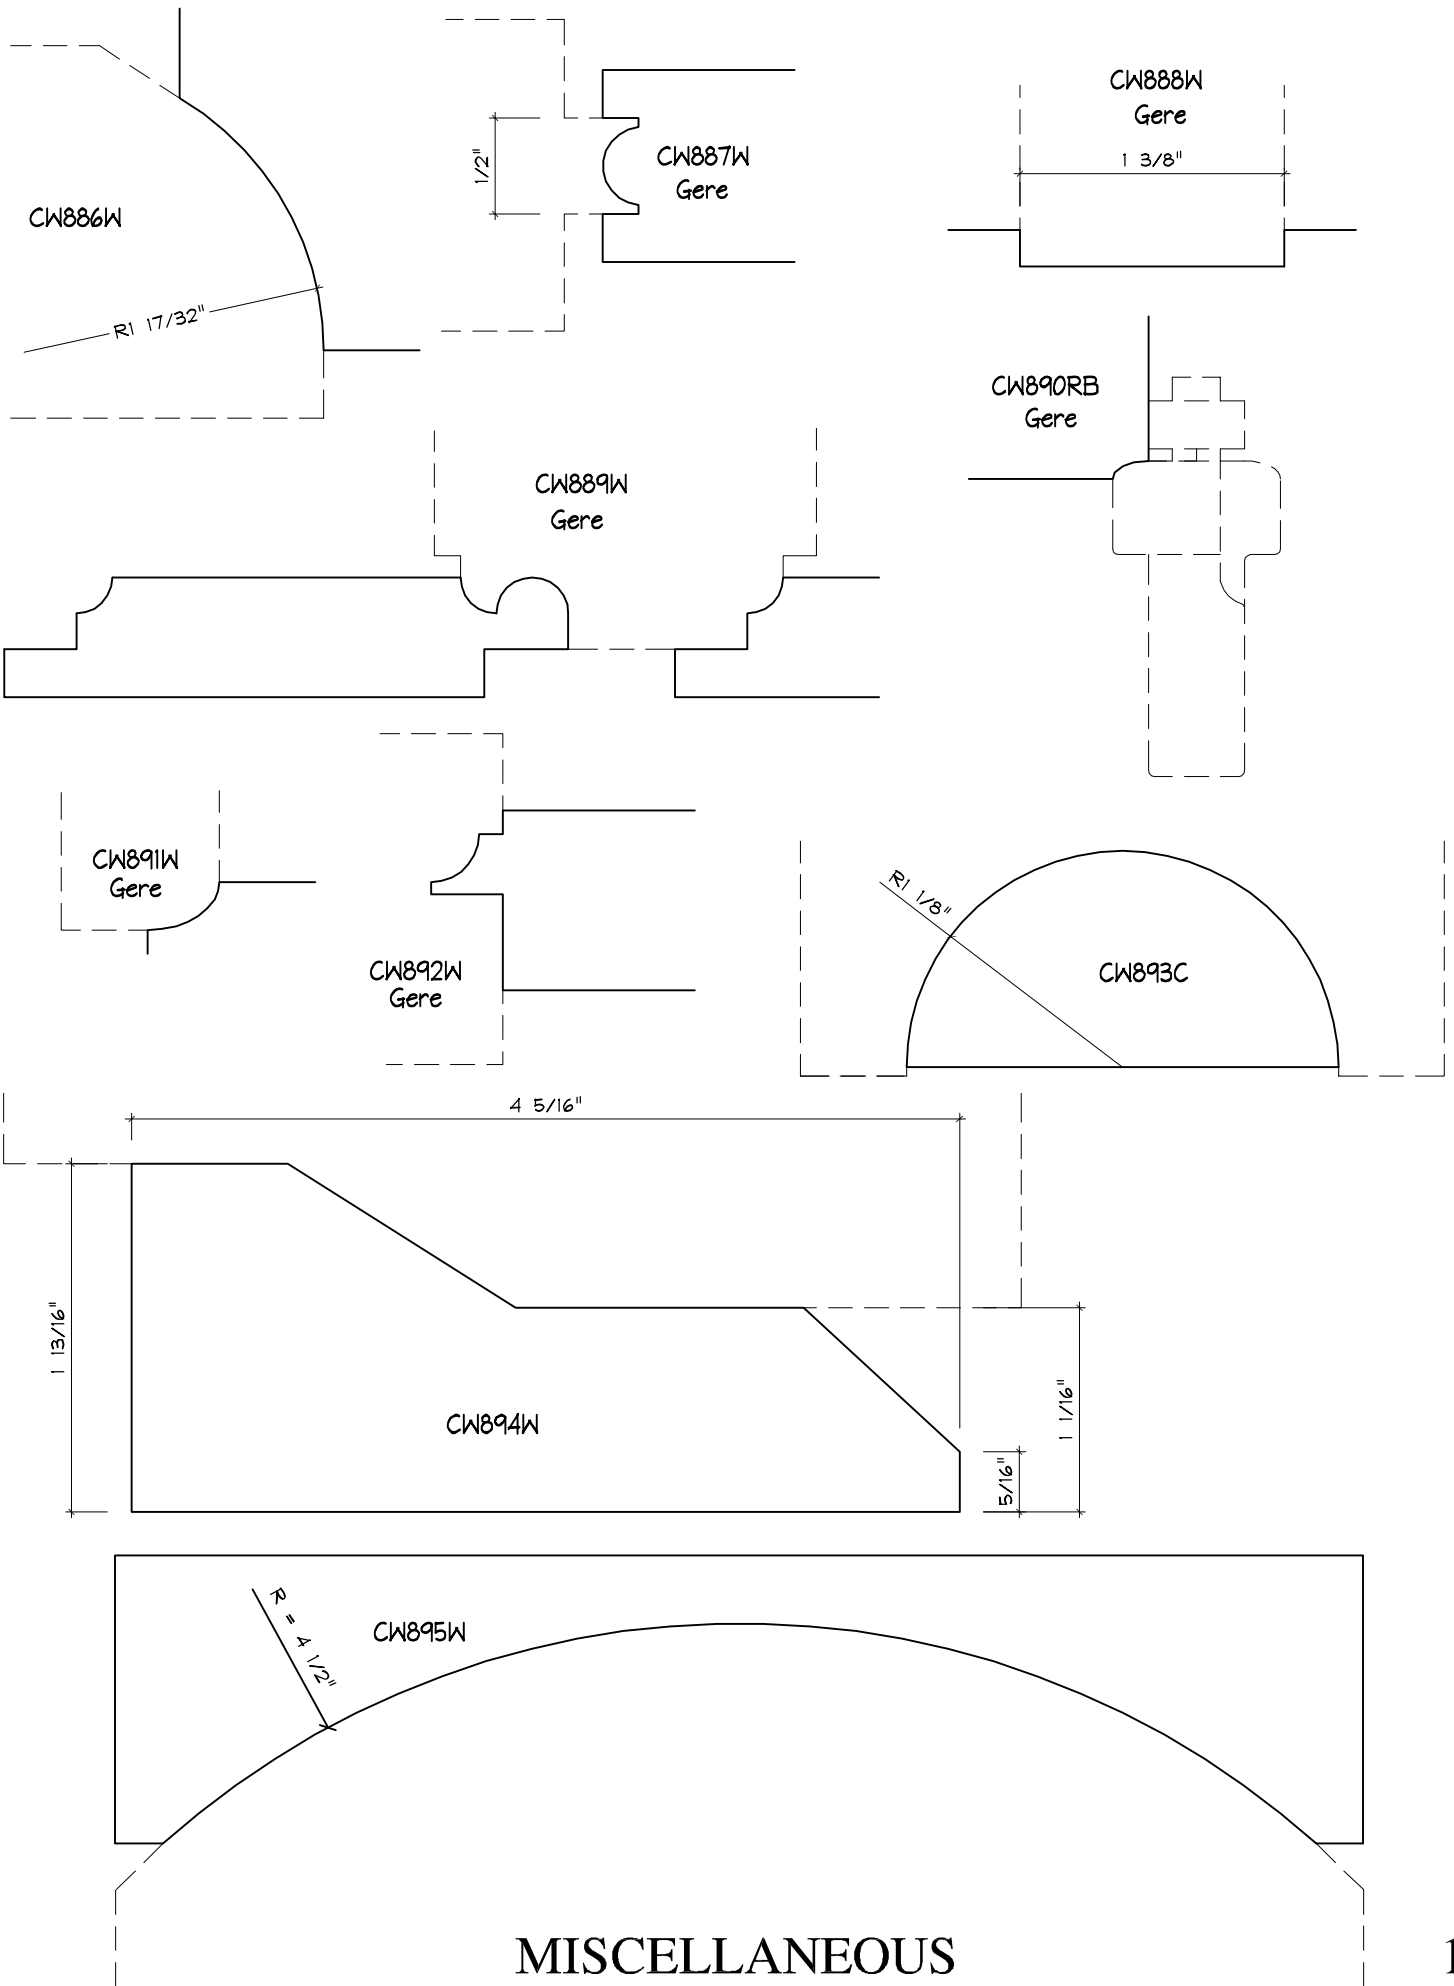 CW886W
R1 17/32"
1/2"
CW887W
Gere
CW888W
Gere
1 3/8"
CW890RB
Gere
CW889W
Gere
CW891W
Gere
CW892W
Gere
R1 1/8"
CW893C
4 5/16"
1 13/16"
CW894W
5/16"
1 1/16"
R = 4 1/2"
CW895W
MISCELLANEOUS